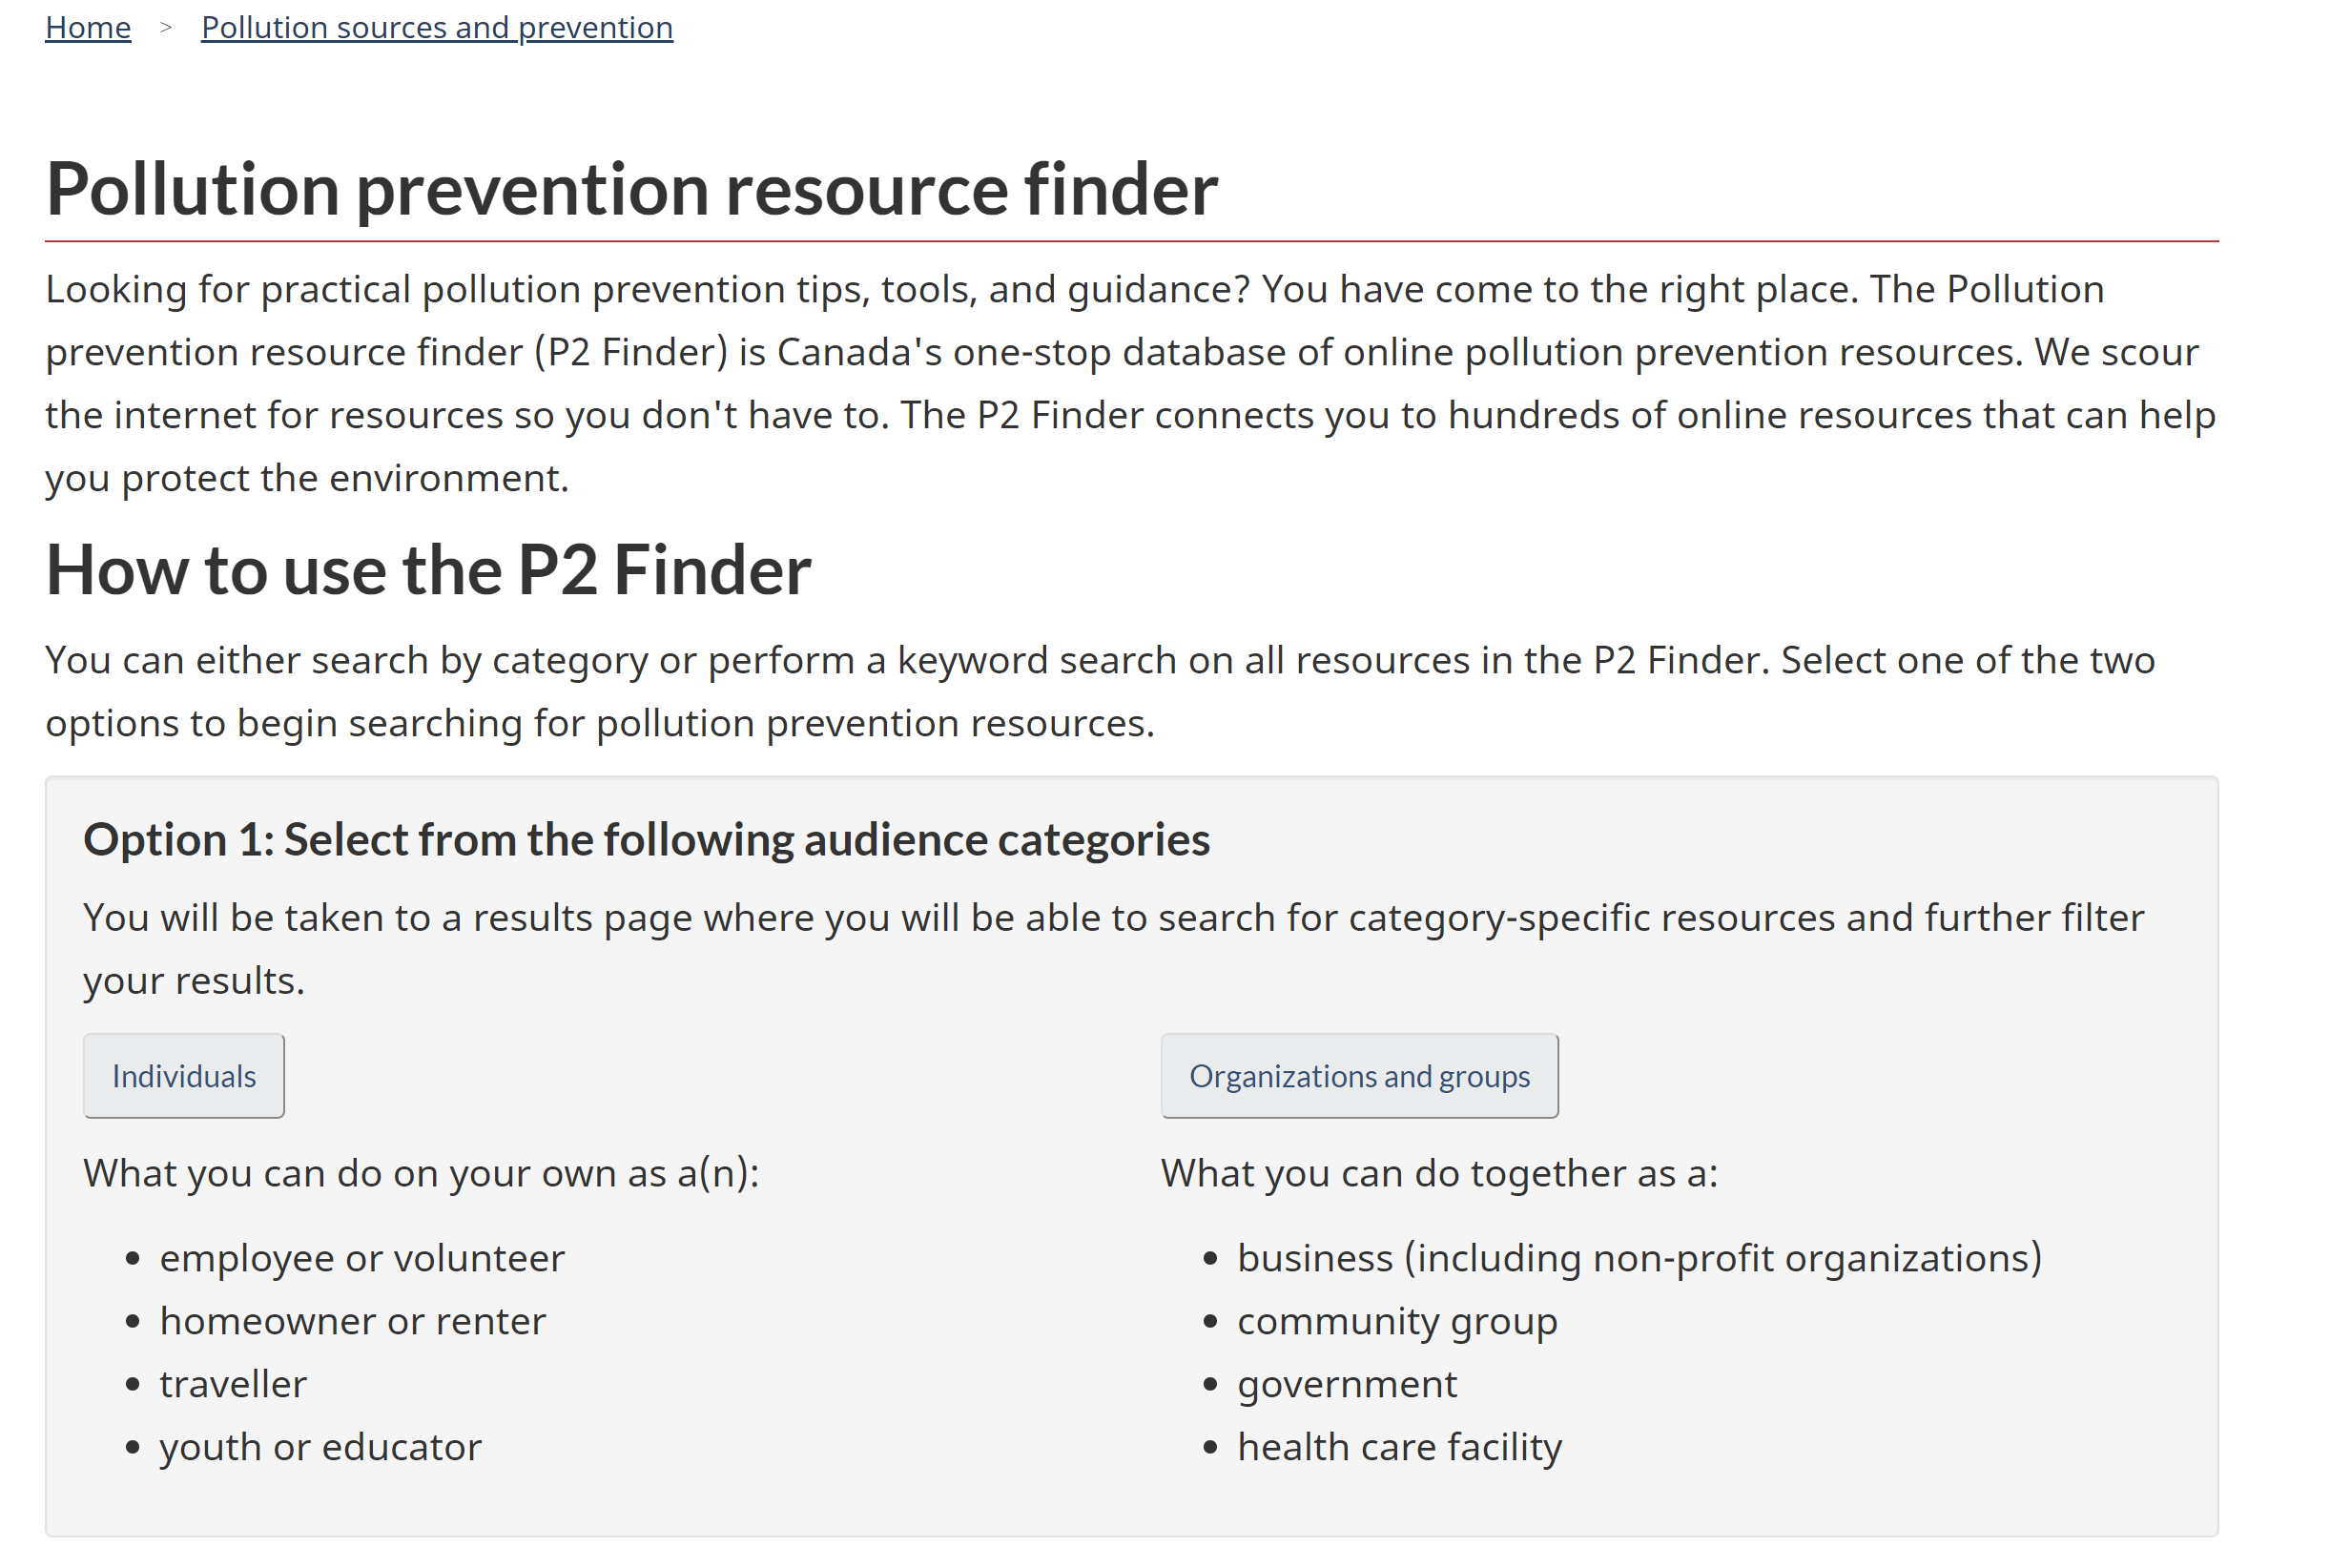 Home > Pollution sources and prevention
Pollution prevention resource finder
Looking for practical pollution prevention tips, tools, and guidance? You have come to the right place. The Pollution
prevention resource finder (P2 Finder) is Canada's one-stop database of online pollution prevention resources. We scour
the internet for resources so you don't have to. The P2 Finder connects you to hundreds of online resources that can help
you protect the environment.
How to use the P2 Finder
You can either search by category or perform a keyword search on all resources in the P2 Finder. Select one of the two
options to begin searching for pollution prevention resources.
Option 1: Select from the following audience categories
You will be taken to a results page where you will be able to search for category-specific resources and further filter
your results.
Individuals
What you can do on your own as a(n):
• employee or volunteer
• homeowner or renter
• traveller
• youth or educator
Organizations and groups
What you can do together as a:
• business (including non-profit organizations)
• community group
• government
• health care facility